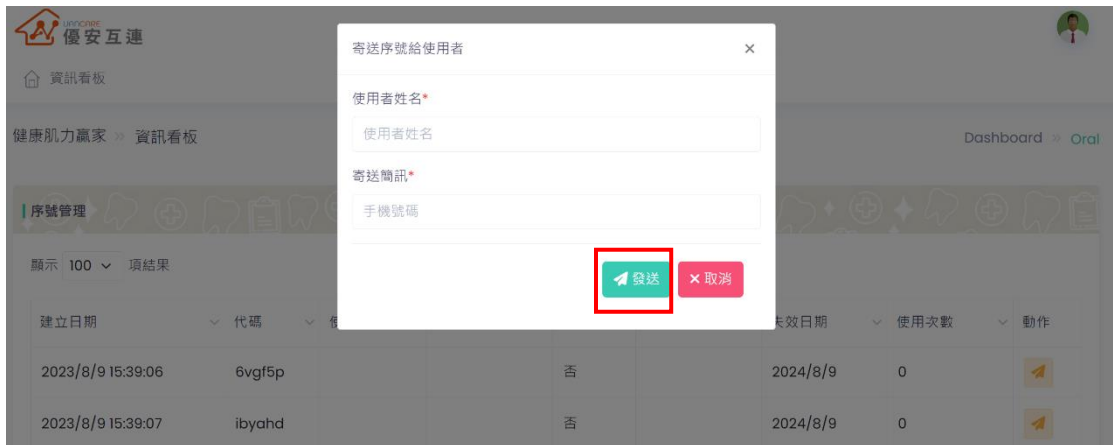 UANCARE
優安互連
資訊看板
健康肌力贏家 » 資訊看板
Dashboard » Oral
寄送序號給使用者 ×
使用者姓名*
使用者姓名
寄送簡訊*
手機號碼
發送 × 取消
序號管理
顯示 100 項結果
建立日期 代碼 失效日期 使用次數 動作
2023/8/9 15:39:06 6vgf5p 否 2024/8/9 0
2023/8/9 15:39:07 ibyahd 否 2024/8/9 0